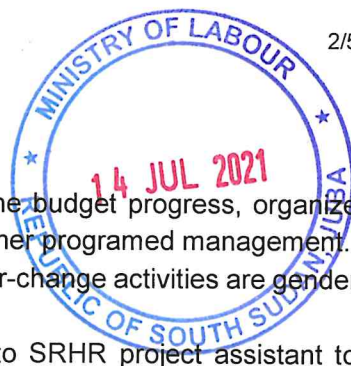 2/5
MINISTRY OF LABOUR
14 JUL 2021
REPUBLIC OF SOUTH SUDAN, JUBA
budget progress, organize
programed management.
-change activities are gender
to SRHR project assistant to